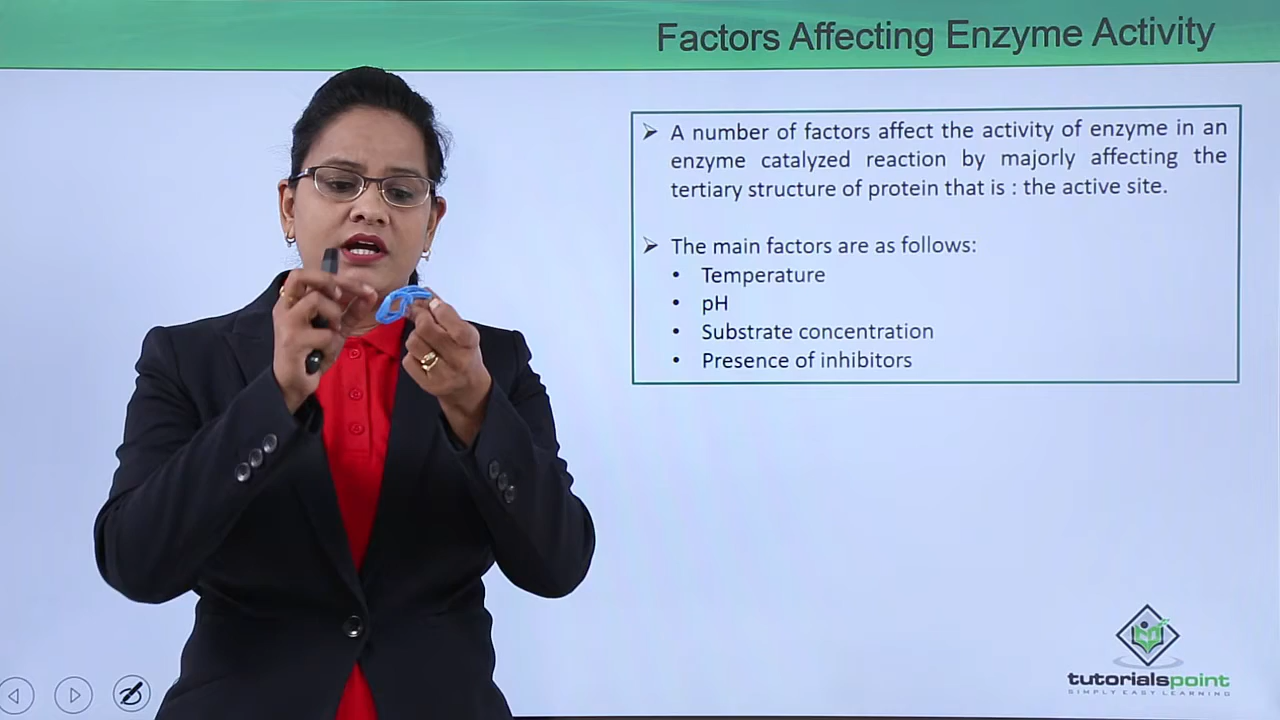 Factors Affecting Enzyme Activity
➢ A number of factors affect the activity of enzyme in an
enzyme catalyzed reaction by majorly affecting the
tertiary structure of protein that is : the active site.
➢ The main factors are as follows:
• Temperature
• pH
• Substrate concentration
• Presence of inhibitors
tutorialspoint
SIMPLY EASY LEARNING